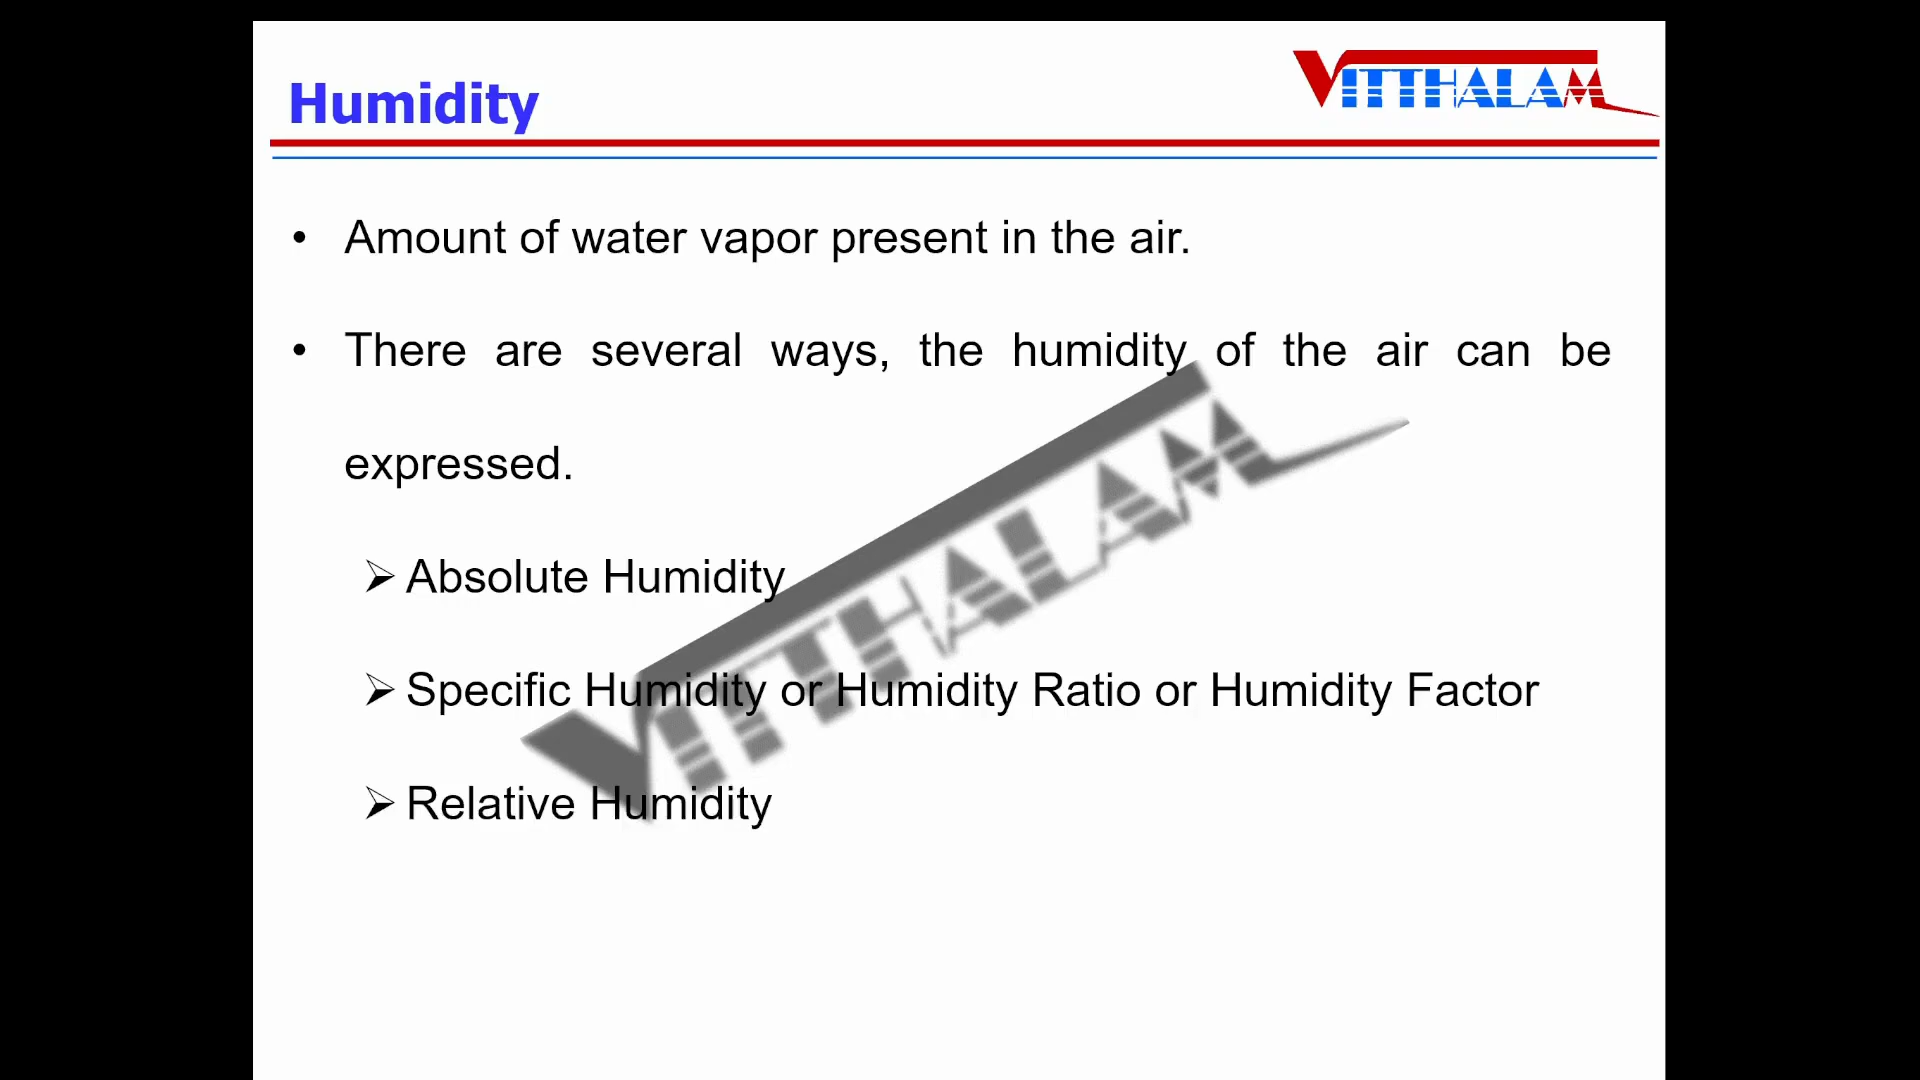 Humidity
VITTHALAM
• Amount of water vapor present in the air.
• There are several ways, the humidity of the air can be
expressed.
➢ Absolute Humidity
➢ Specific Humidity or Humidity Ratio or Humidity Factor
➢ Relative Humidity
VITTHALAM